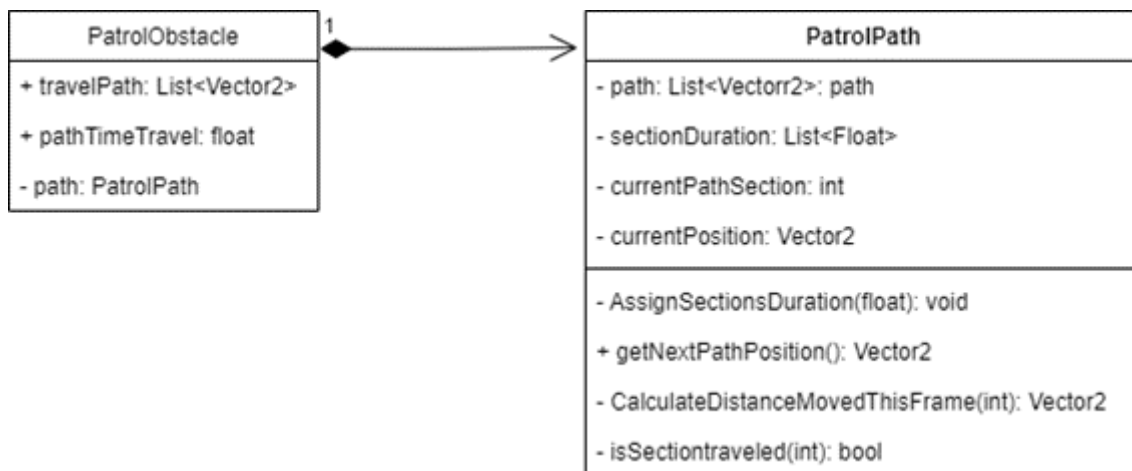 PatrolObstacle
+ travelPath: List<Vector2>
+ pathTimeTravel: float
- path: PatrolPath
1
PatrolPath
- path: List<Vectorr2>: path
- sectionDuration: List<Float>
- currentPathSection: int
- currentPosition: Vector2
- AssignSectionsDuration(float): void
+ getNextPathPosition(): Vector2
- CalculateDistanceMovedThisFrame(int): Vector2
- isSectiontraveled(int): bool